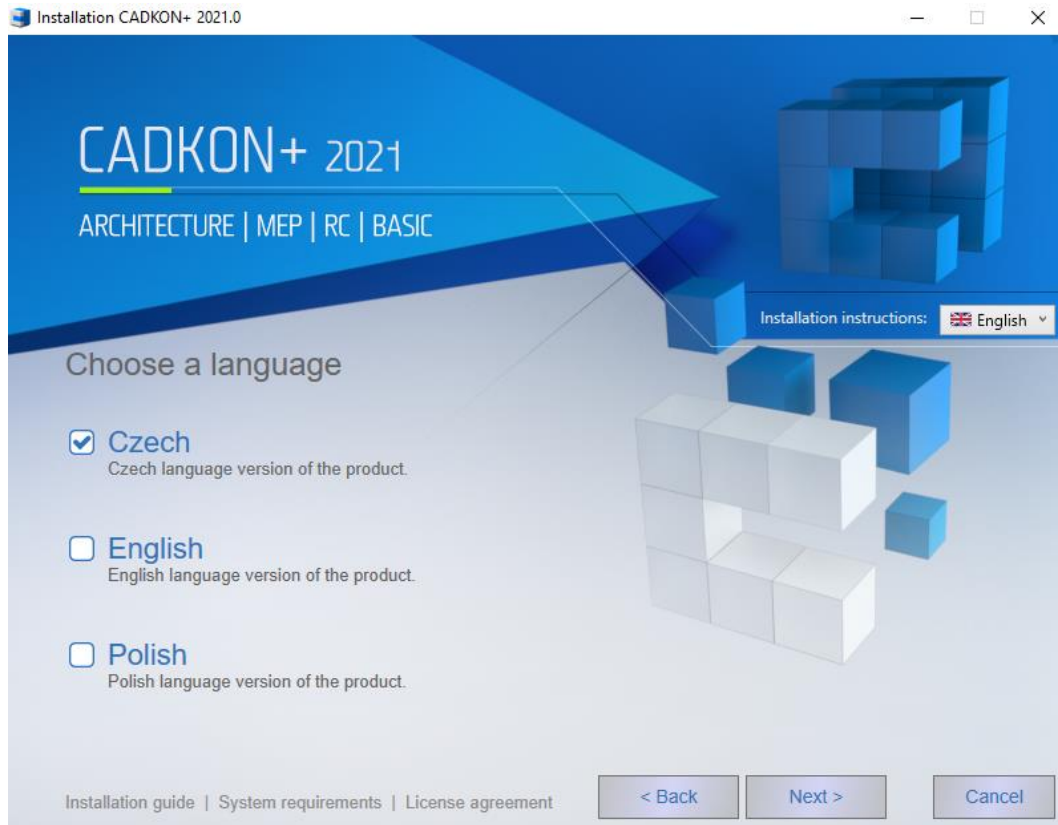 Installation CADKON+ 2021.0
CADKON+ 2021
ARCHITECTURE | MEP | RC | BASIC
Installation instructions: English
Choose a language
Czech
Czech language version of the product.
English
English language version of the product.
Polish
Polish language version of the product.
Installation guide | System requirements | License agreement
< Back Next > Cancel